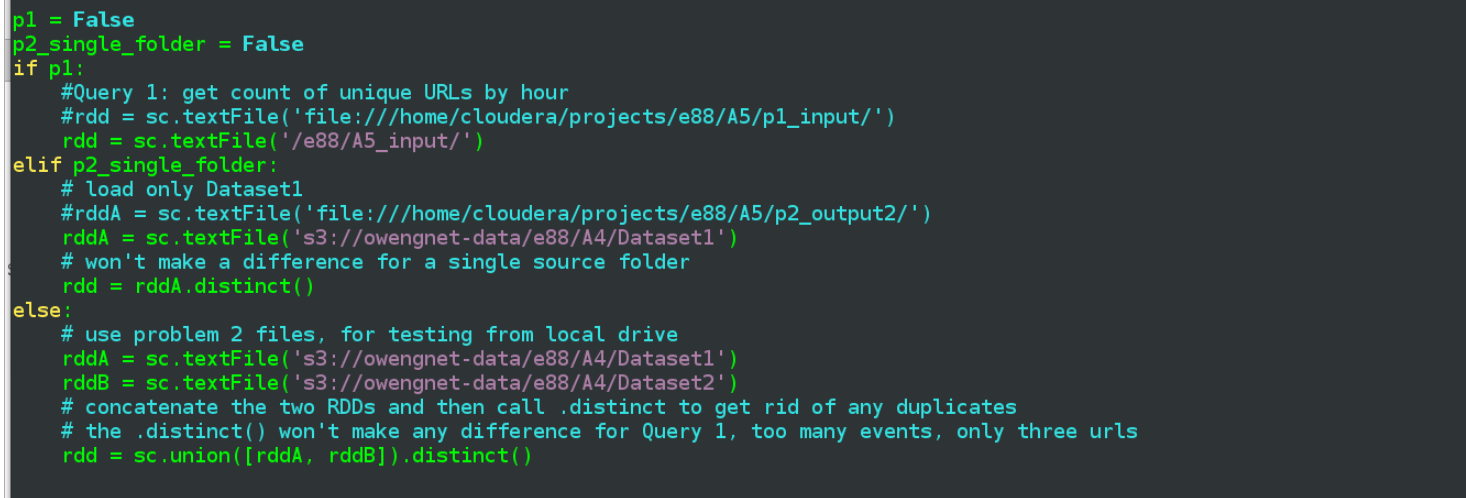 p1 = False
p2_single_folder = False
if p1:
    #Query 1: get count of unique URLs by hour
    #rdd = sc.textFile('file:///home/cloudera/projects/e88/A5/p1_input/')
    rdd = sc.textFile('/e88/A5_input/')
elif p2_single_folder:
    # load only Dataset1
    #rddA = sc.textFile('file:///home/cloudera/projects/e88/A5/p2_output2/')
    rddA = sc.textFile('s3://owengnet-data/e88/A4/Dataset1')
    # won't make a difference for a single source folder
    rdd = rddA.distinct()
else:
    # use problem 2 files, for testing from local drive
    rddA = sc.textFile('s3://owengnet-data/e88/A4/Dataset1')
    rddB = sc.textFile('s3://owengnet-data/e88/A4/Dataset2')
    # concatenate the two RDDs and then call .distinct to get rid of any duplicates
    # the .distinct() won't make any difference for Query 1, too many events, only three urls
    rdd = sc.union([rddA, rddB]).distinct()